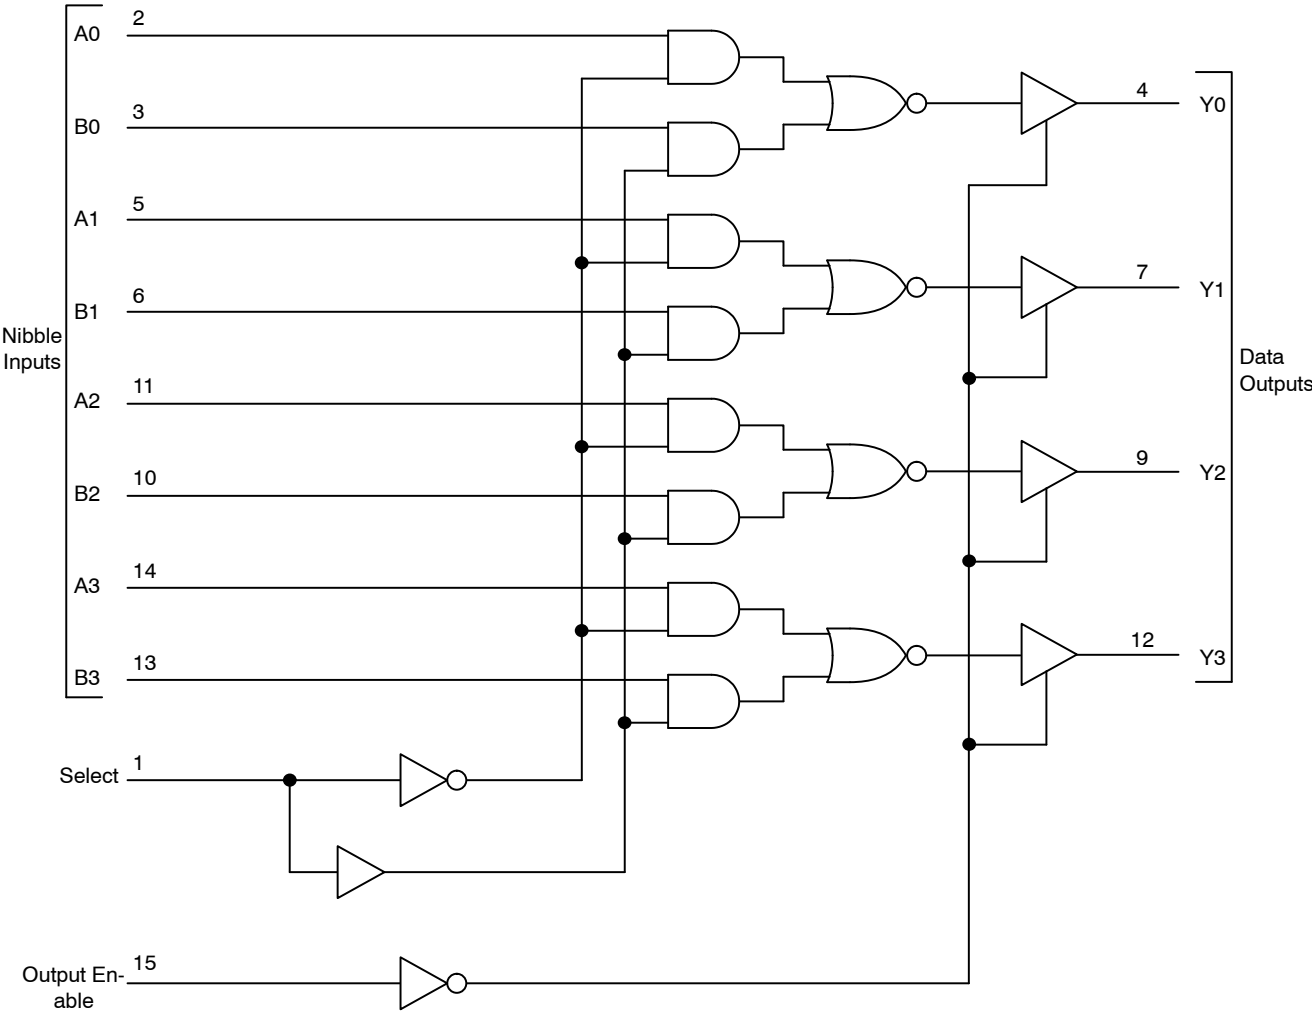 A0 2
B0 3
A1 5
B1 6
Nibble
Inputs
A2 11
B2 10
A3 14
B3 13
Select 1
Output En-
able
15
4 Y0
7 Y1
Data
Outputs
9 Y2
12 Y3